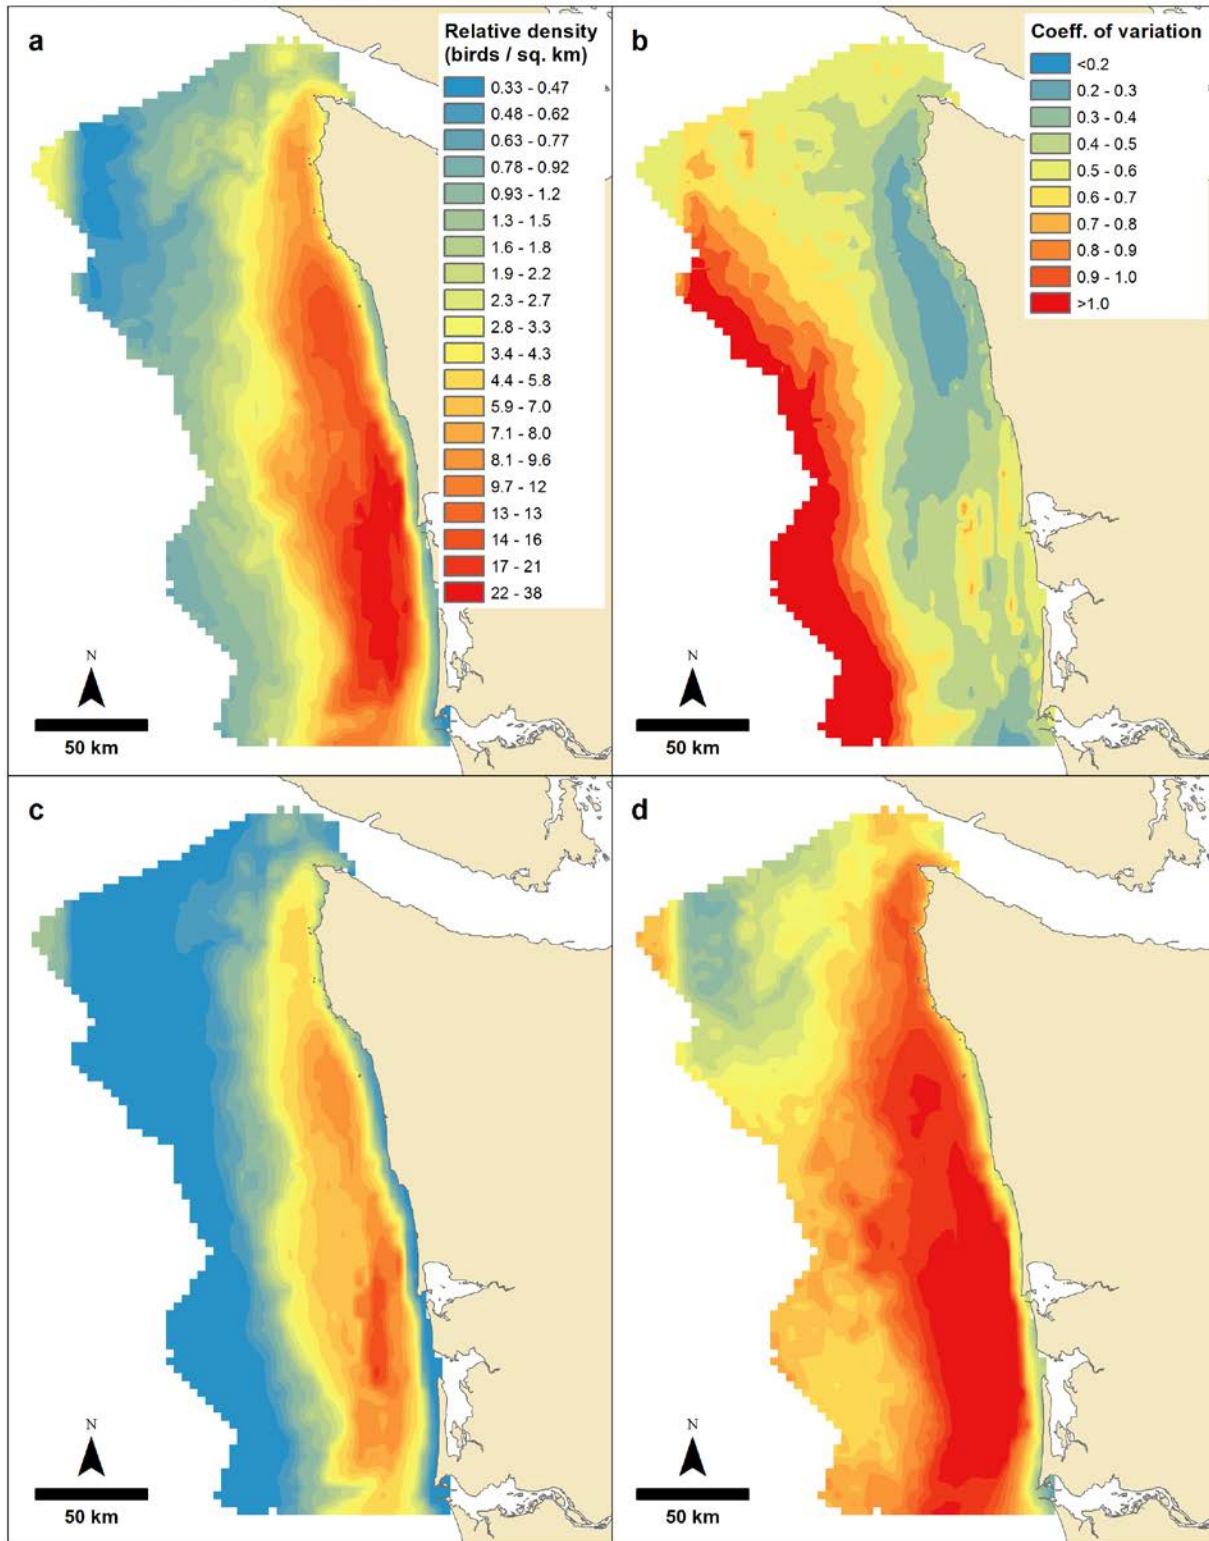 a
Relative density
(birds / sq. km)
0.33 - 0.47
0.48 - 0.62
0.63 - 0.77
0.78 - 0.92
0.93 - 1.2
1.3 - 1.5
1.6 - 1.8
1.9 - 2.2
2.3 - 2.7
2.8 - 3.3
3.4 - 4.3
4.4 - 5.8
5.9 - 7.0
7.1 - 8.0
8.1 - 9.6
9.7 - 12
13 - 13
14 - 16
17 - 21
22 - 38
N
50 km
b
Coeff. of variation
<0.2
0.2 - 0.3
0.3 - 0.4
0.4 - 0.5
0.5 - 0.6
0.6 - 0.7
0.7 - 0.8
0.8 - 0.9
0.9 - 1.0
>1.0
N
50 km
c
N
50 km
d
N
50 km